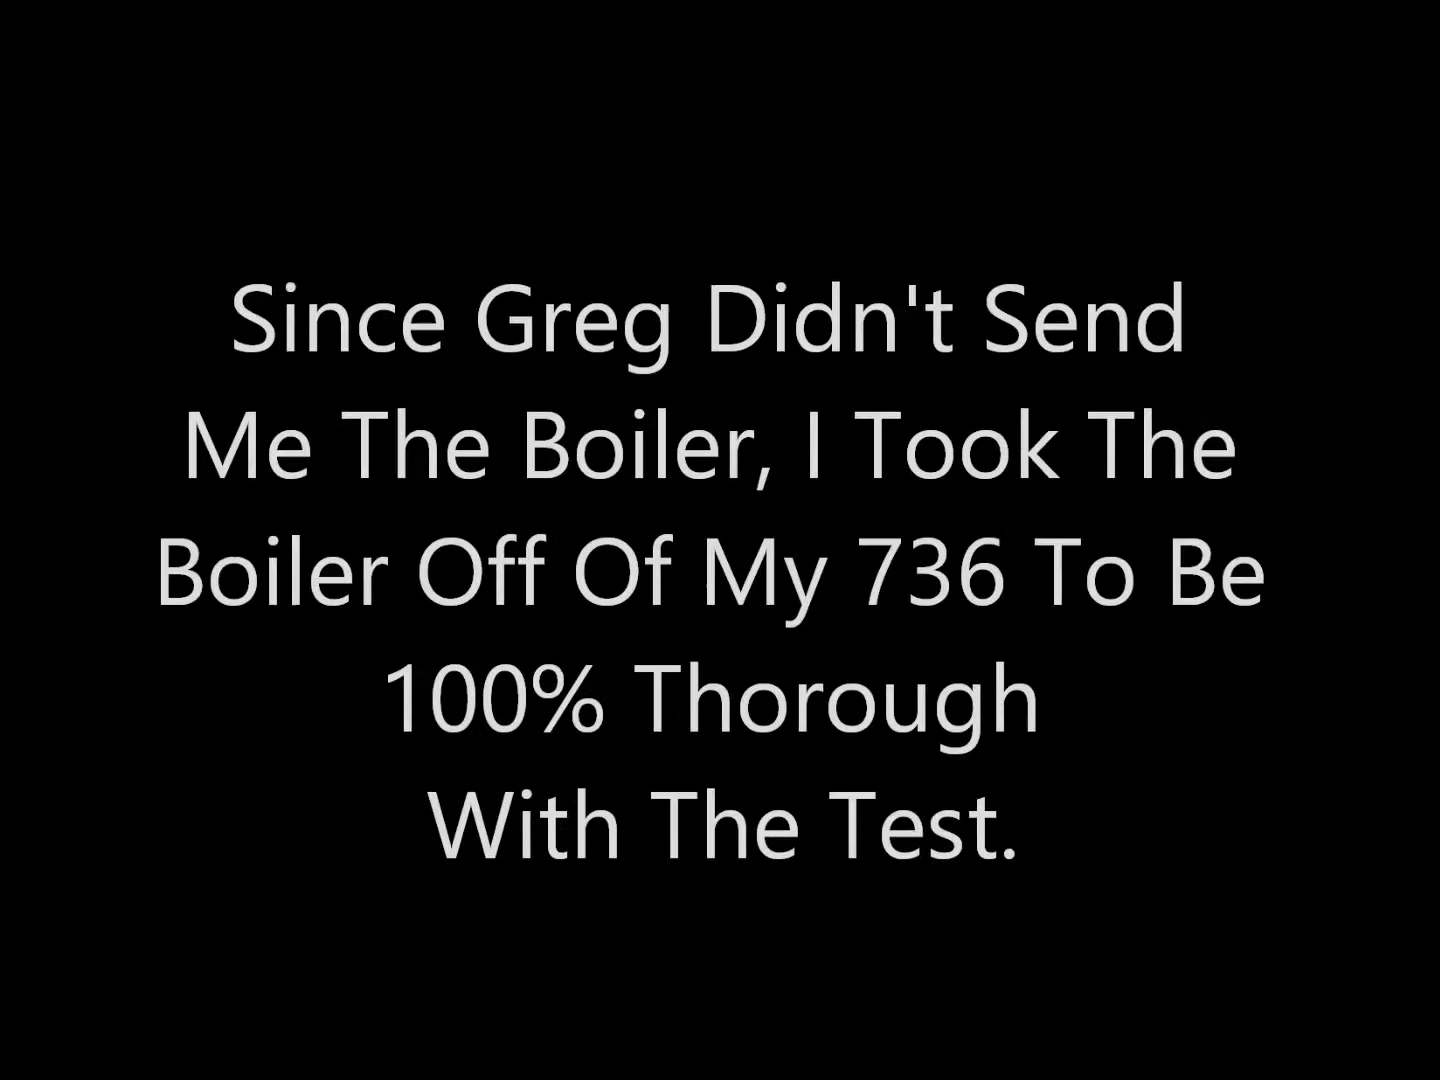 Since Greg Didn't Send
Me The Boiler, I Took The
Boiler Off Of My 736 To Be
100% Thorough
With The Test.